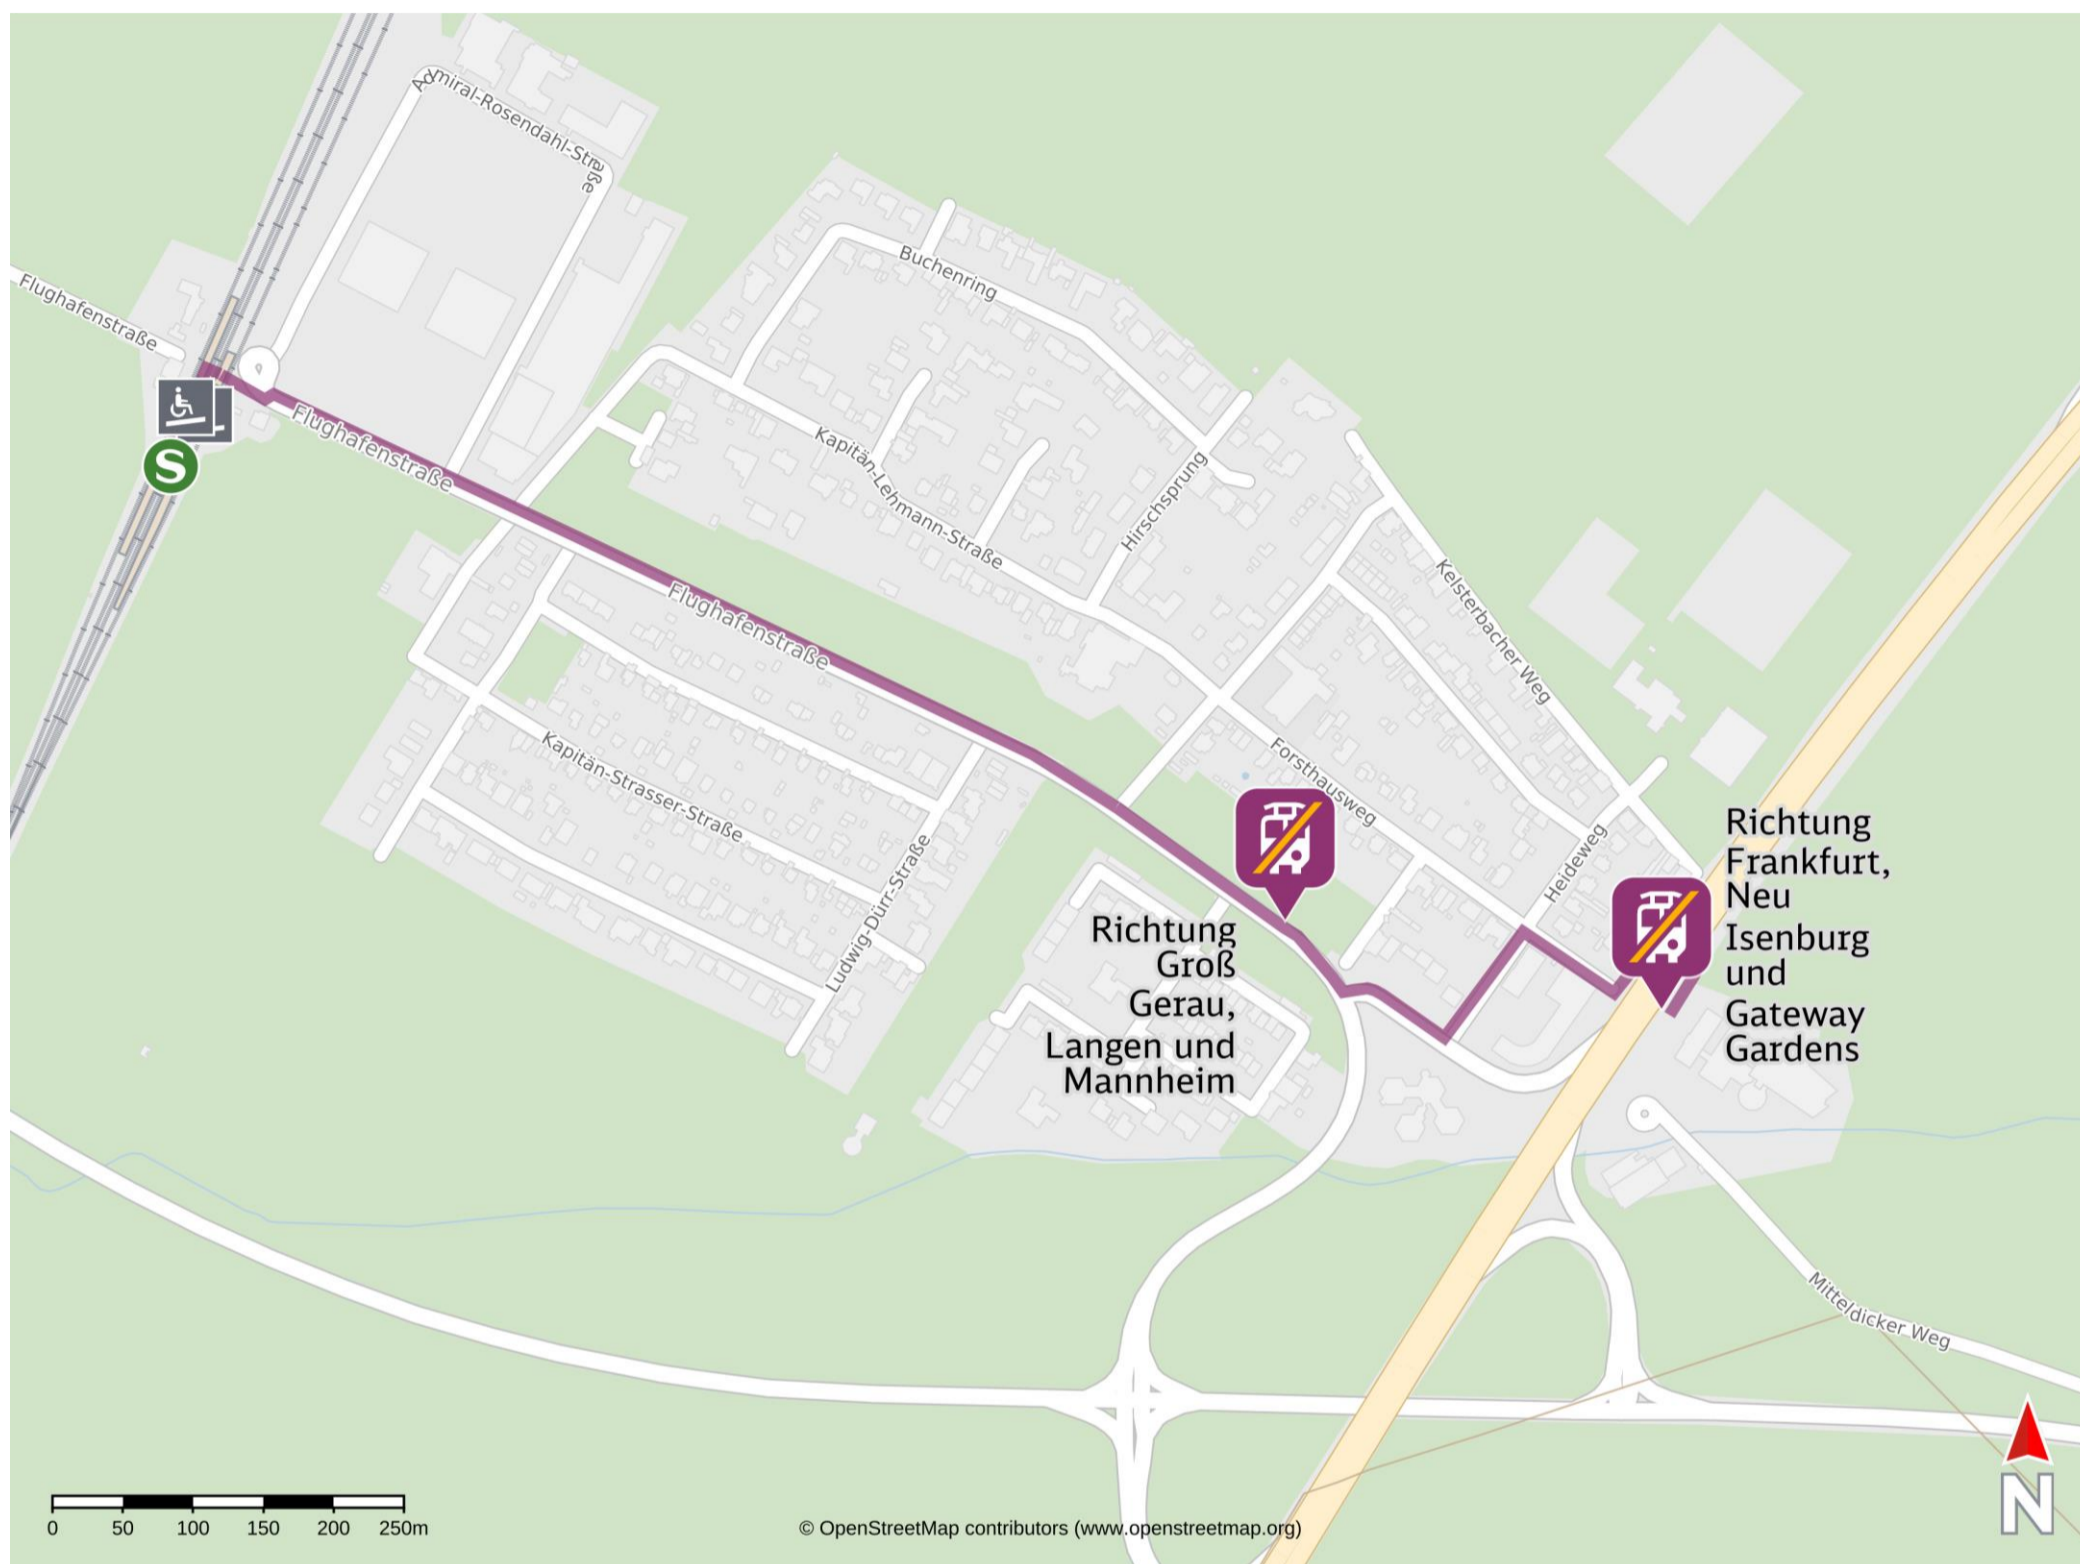 Admiral-Rosendahl-Straße
Buchenring
Flughafenstraße
Flughafenstraße
Kapitän-Lehmann-Straße
Hirschsprung
Kelsterbacher Weg
S
Flughafenstraße
Kapitän-Strasser-Straße
Forsthausweg
Heideweg
Ludwig-Dürr-Straße
Richtung
Frankfurt,
Neu
Isenburg
und
Gateway
Gardens
Richtung
Groß
Gerau,
Langen und
Mannheim
Mitteldicker Weg
N
0 50 100 150 200 250m
© OpenStreetMap contributors (www.openstreetmap.org)